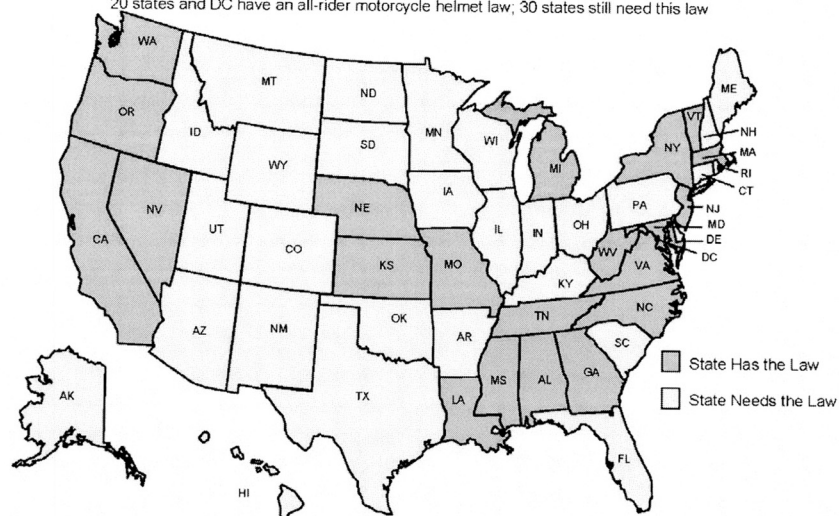 20 states and DC have an all-rider motorcycle helmet law; 30 states still need this law
WA
MT
ND
ME
OR
MN
VT
ID
SD
WI
NY
NH
MA
WY
MI
RI
CT
IA
NE
PA
NV
NJ
UT
IL
IN
OH
MD
CA
CO
DE
WV
KS
MO
VA
DC
KY
NC
TN
OK
AZ
NM
AR
SC
State Has the Law
MS
AL
GA
AK
TX
LA
State Needs the Law
FL
HI